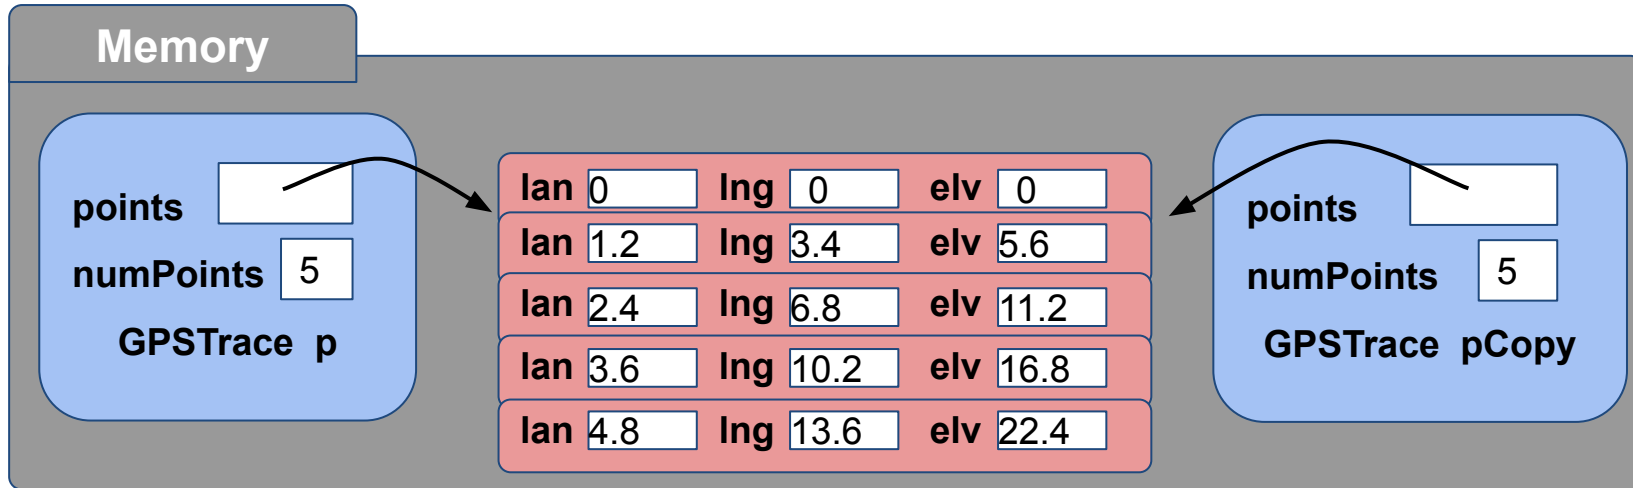 Memory
points
numPoints 5
GPSTrace p
lan 0 lng 0 elv 0
lan 1.2 lng 3.4 elv 5.6
lan 2.4 lng 6.8 elv 11.2
lan 3.6 lng 10.2 elv 16.8
lan 4.8 lng 13.6 elv 22.4
points
numPoints 5
GPSTrace pCopy